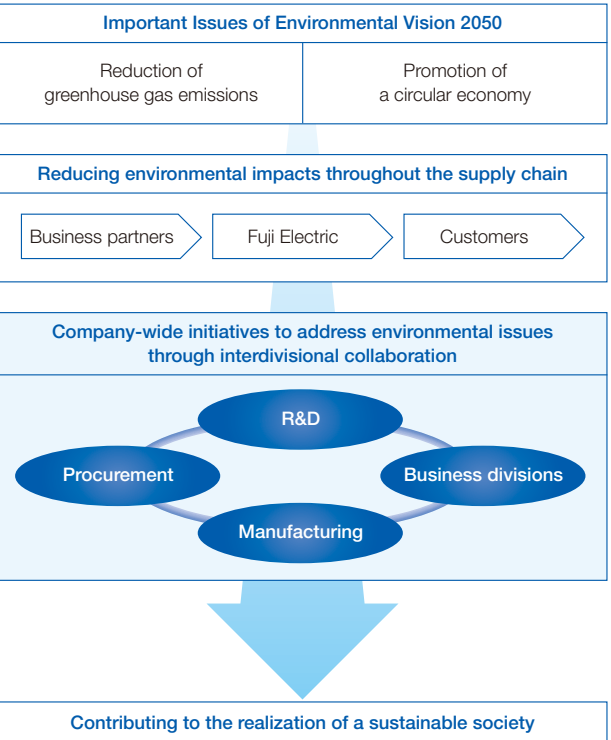 Important Issues of Environmental Vision 2050
Reduction of
greenhouse gas emissions
Promotion of
a circular economy
Reducing environmental impacts throughout the supply chain
Business partners
Fuji Electric
Customers
Company-wide initiatives to address environmental issues
through interdivisional collaboration
R&D
Procurement
Business divisions
Manufacturing
Contributing to the realization of a sustainable society